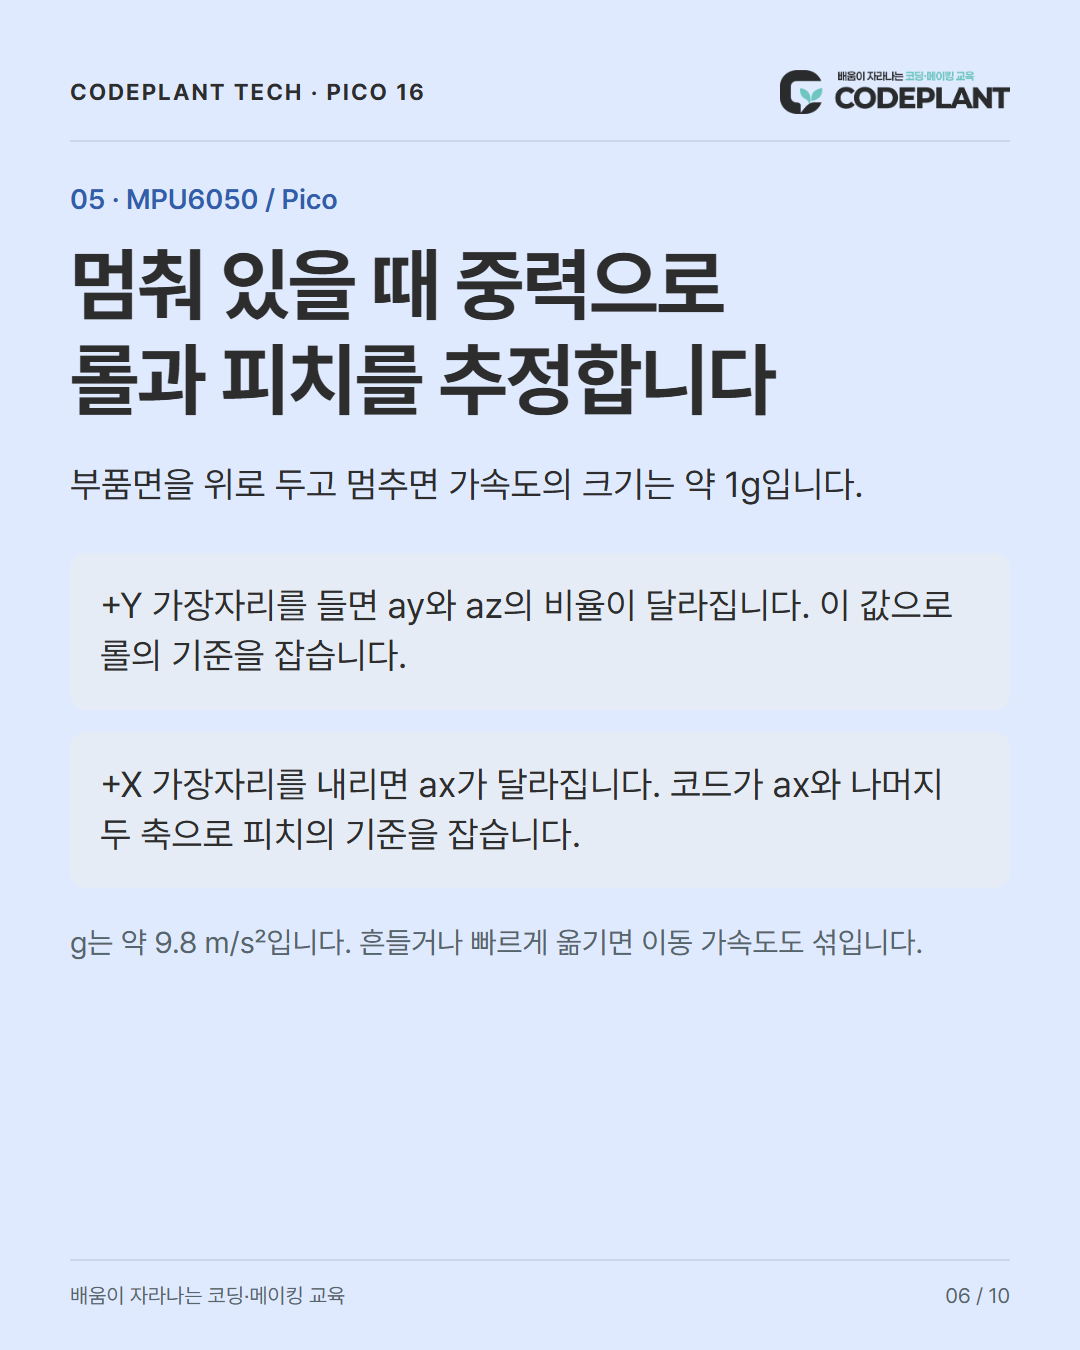 CODEPLANT TECH · PICO 16
배움이 자라나는 코딩·메이킹 교육
CODEPLANT
05 · MPU6050 / Pico
멈춰 있을 때 중력으로
롤과 피치를 추정합니다
부품면을 위로 두고 멈추면 가속도의 크기는 약 1g입니다.
+Y 가장자리를 들면 ay와 az의 비율이 달라집니다. 이 값으로
롤의 기준을 잡습니다.
+X 가장자리를 내리면 ax가 달라집니다. 코드가 ax와 나머지
두 축으로 피치의 기준을 잡습니다.
g는 약 9.8 m/s²입니다. 흔들거나 빠르게 옮기면 이동 가속도도 섞입니다.
배움이 자라나는 코딩·메이킹 교육
06 / 10